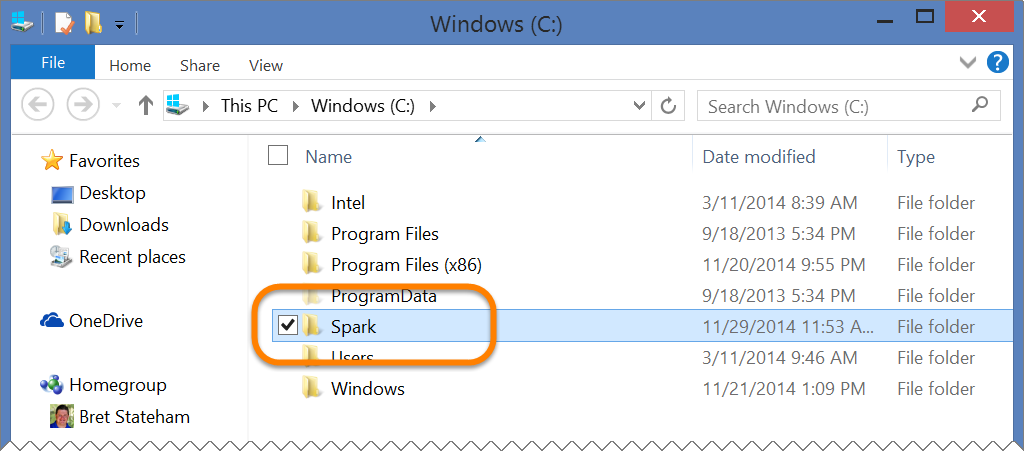 Windows (C:)
File Home Share View
This PC Windows (C:) Search Windows (C:)
Favorites
Desktop
Downloads
Recent places
OneDrive
Homegroup
Bret Stateham
Name Date modified Type
Intel 3/11/2014 8:39 AM File folder
Program Files 9/18/2013 5:34 PM File folder
Program Files (x86) 11/20/2014 9:55 PM File folder
ProgramData 9/18/2013 5:34 PM File folder
Spark 11/29/2014 11:53 A... File folder
Users 3/11/2014 9:46 AM File folder
Windows 11/21/2014 1:09 PM File folder